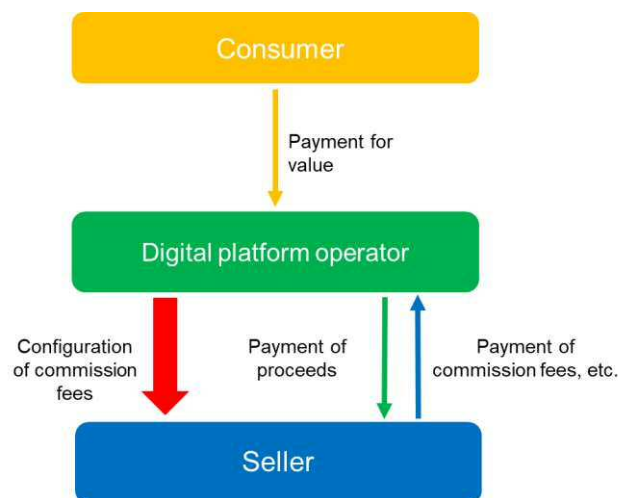 Consumer
Payment for
value
Digital platform operator
Configuration
of commission
fees
Payment of
proceeds
Payment of
commission fees, etc.
Seller